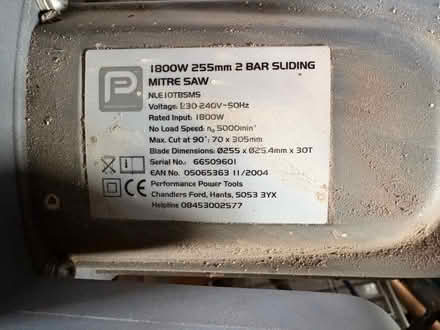 P
1800W 255mm 2 BAR SLIDING
MITRE SAW
NLE10TBSMS
Voltage: 230-240V~50Hz
Rated Input: 1800W
No Load Speed: n₀ 5000min⁻¹
Max. Cut at 90°: 70 x 305mm
Blade Dimensions: Ø255 x Ø25.4mm x 30T
Serial No.: 66509601
EAN No. 05065363 11/2004
Performance Power Tools
Chandlers Ford, Hants, SO53 3YX
Helpline 08453002577
CE